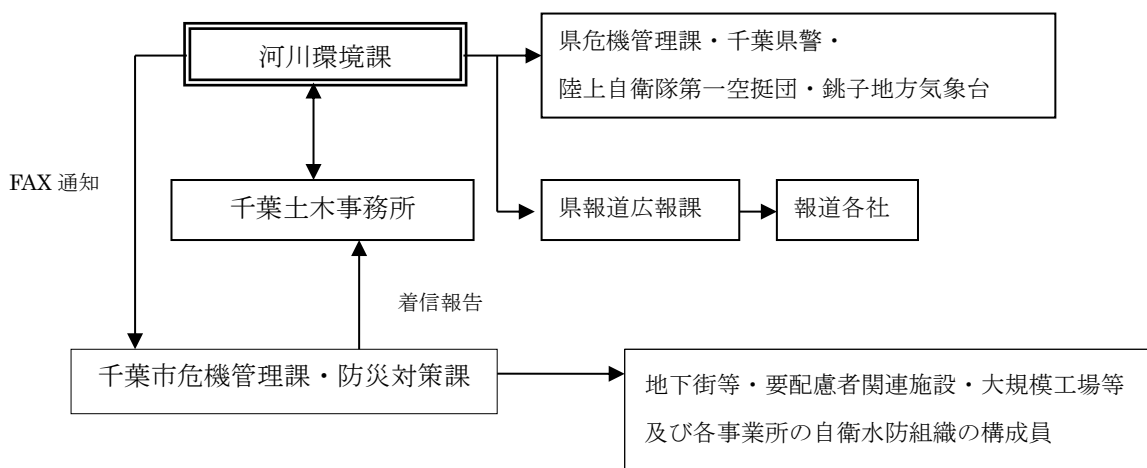 河川環境課
県危機管理課・千葉県警・
陸上自衛隊第一空挺団・銚子地方気象台
FAX 通知
千葉土木事務所
県報道広報課
報道各社
着信報告
千葉市危機管理課・防災対策課
地下街等・要配慮者関連施設・大規模工場等
及び各事業所の自衛水防組織の構成員